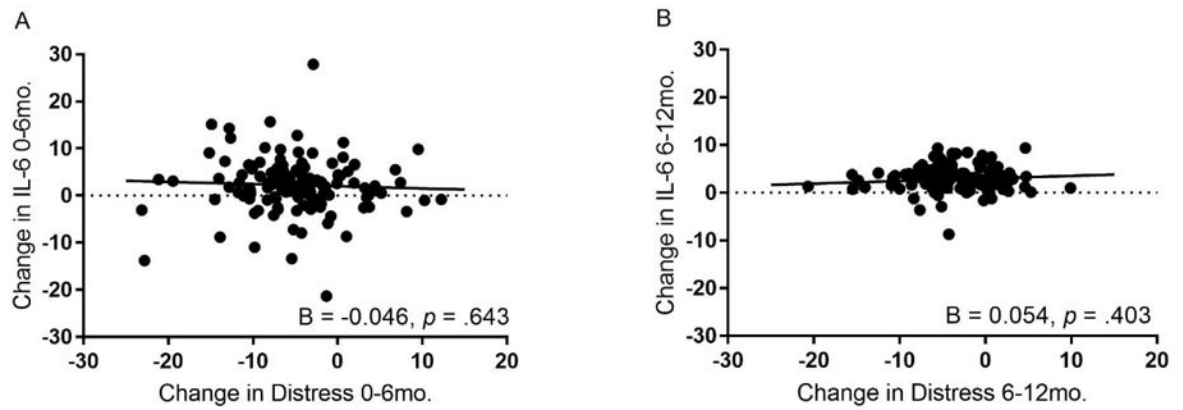 A
Change in IL-6 0-6mo.
30
20
10
0
-10
-20
-30
B = -0.046, p = .643
-30 -20 -10 0 10 20
Change in Distress 0-6mo.
B
Change in IL-6 6-12mo.
30
20
10
0
-10
-20
-30
B = 0.054, p = .403
-30 -20 -10 0 10 20
Change in Distress 6-12mo.